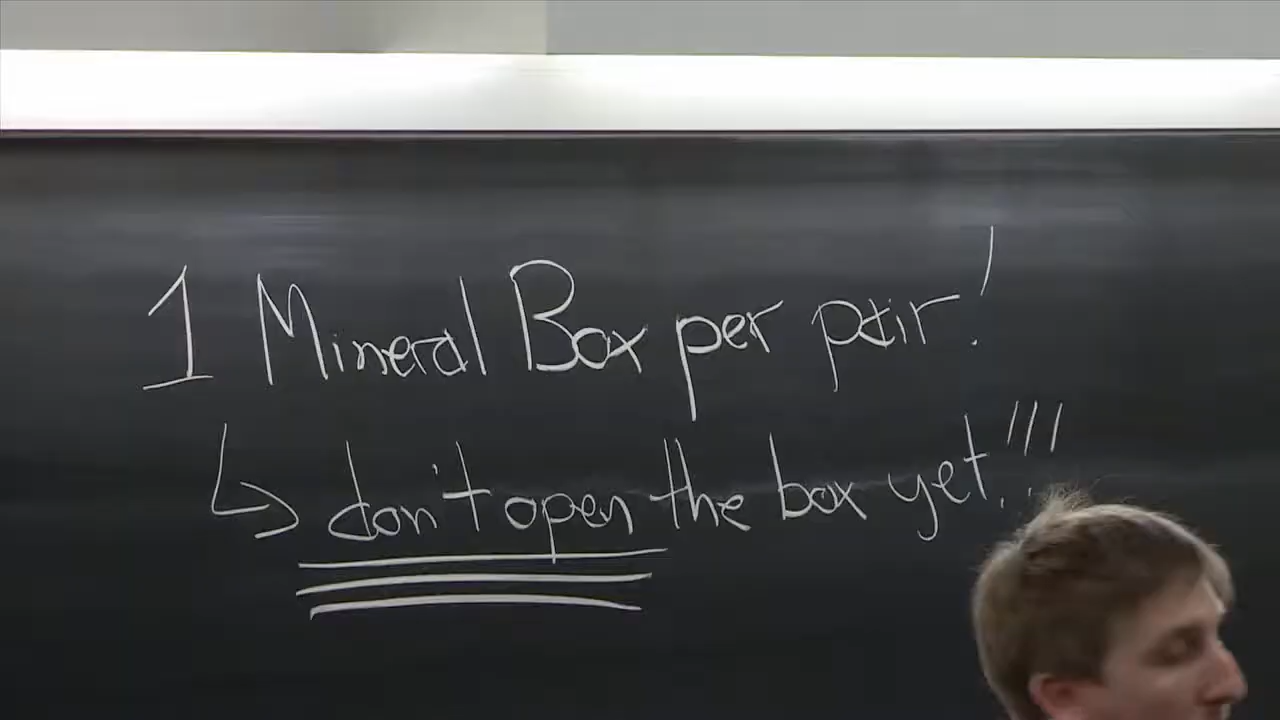 1 Mineral Box per pair!
↳ don't open the box yet!!!